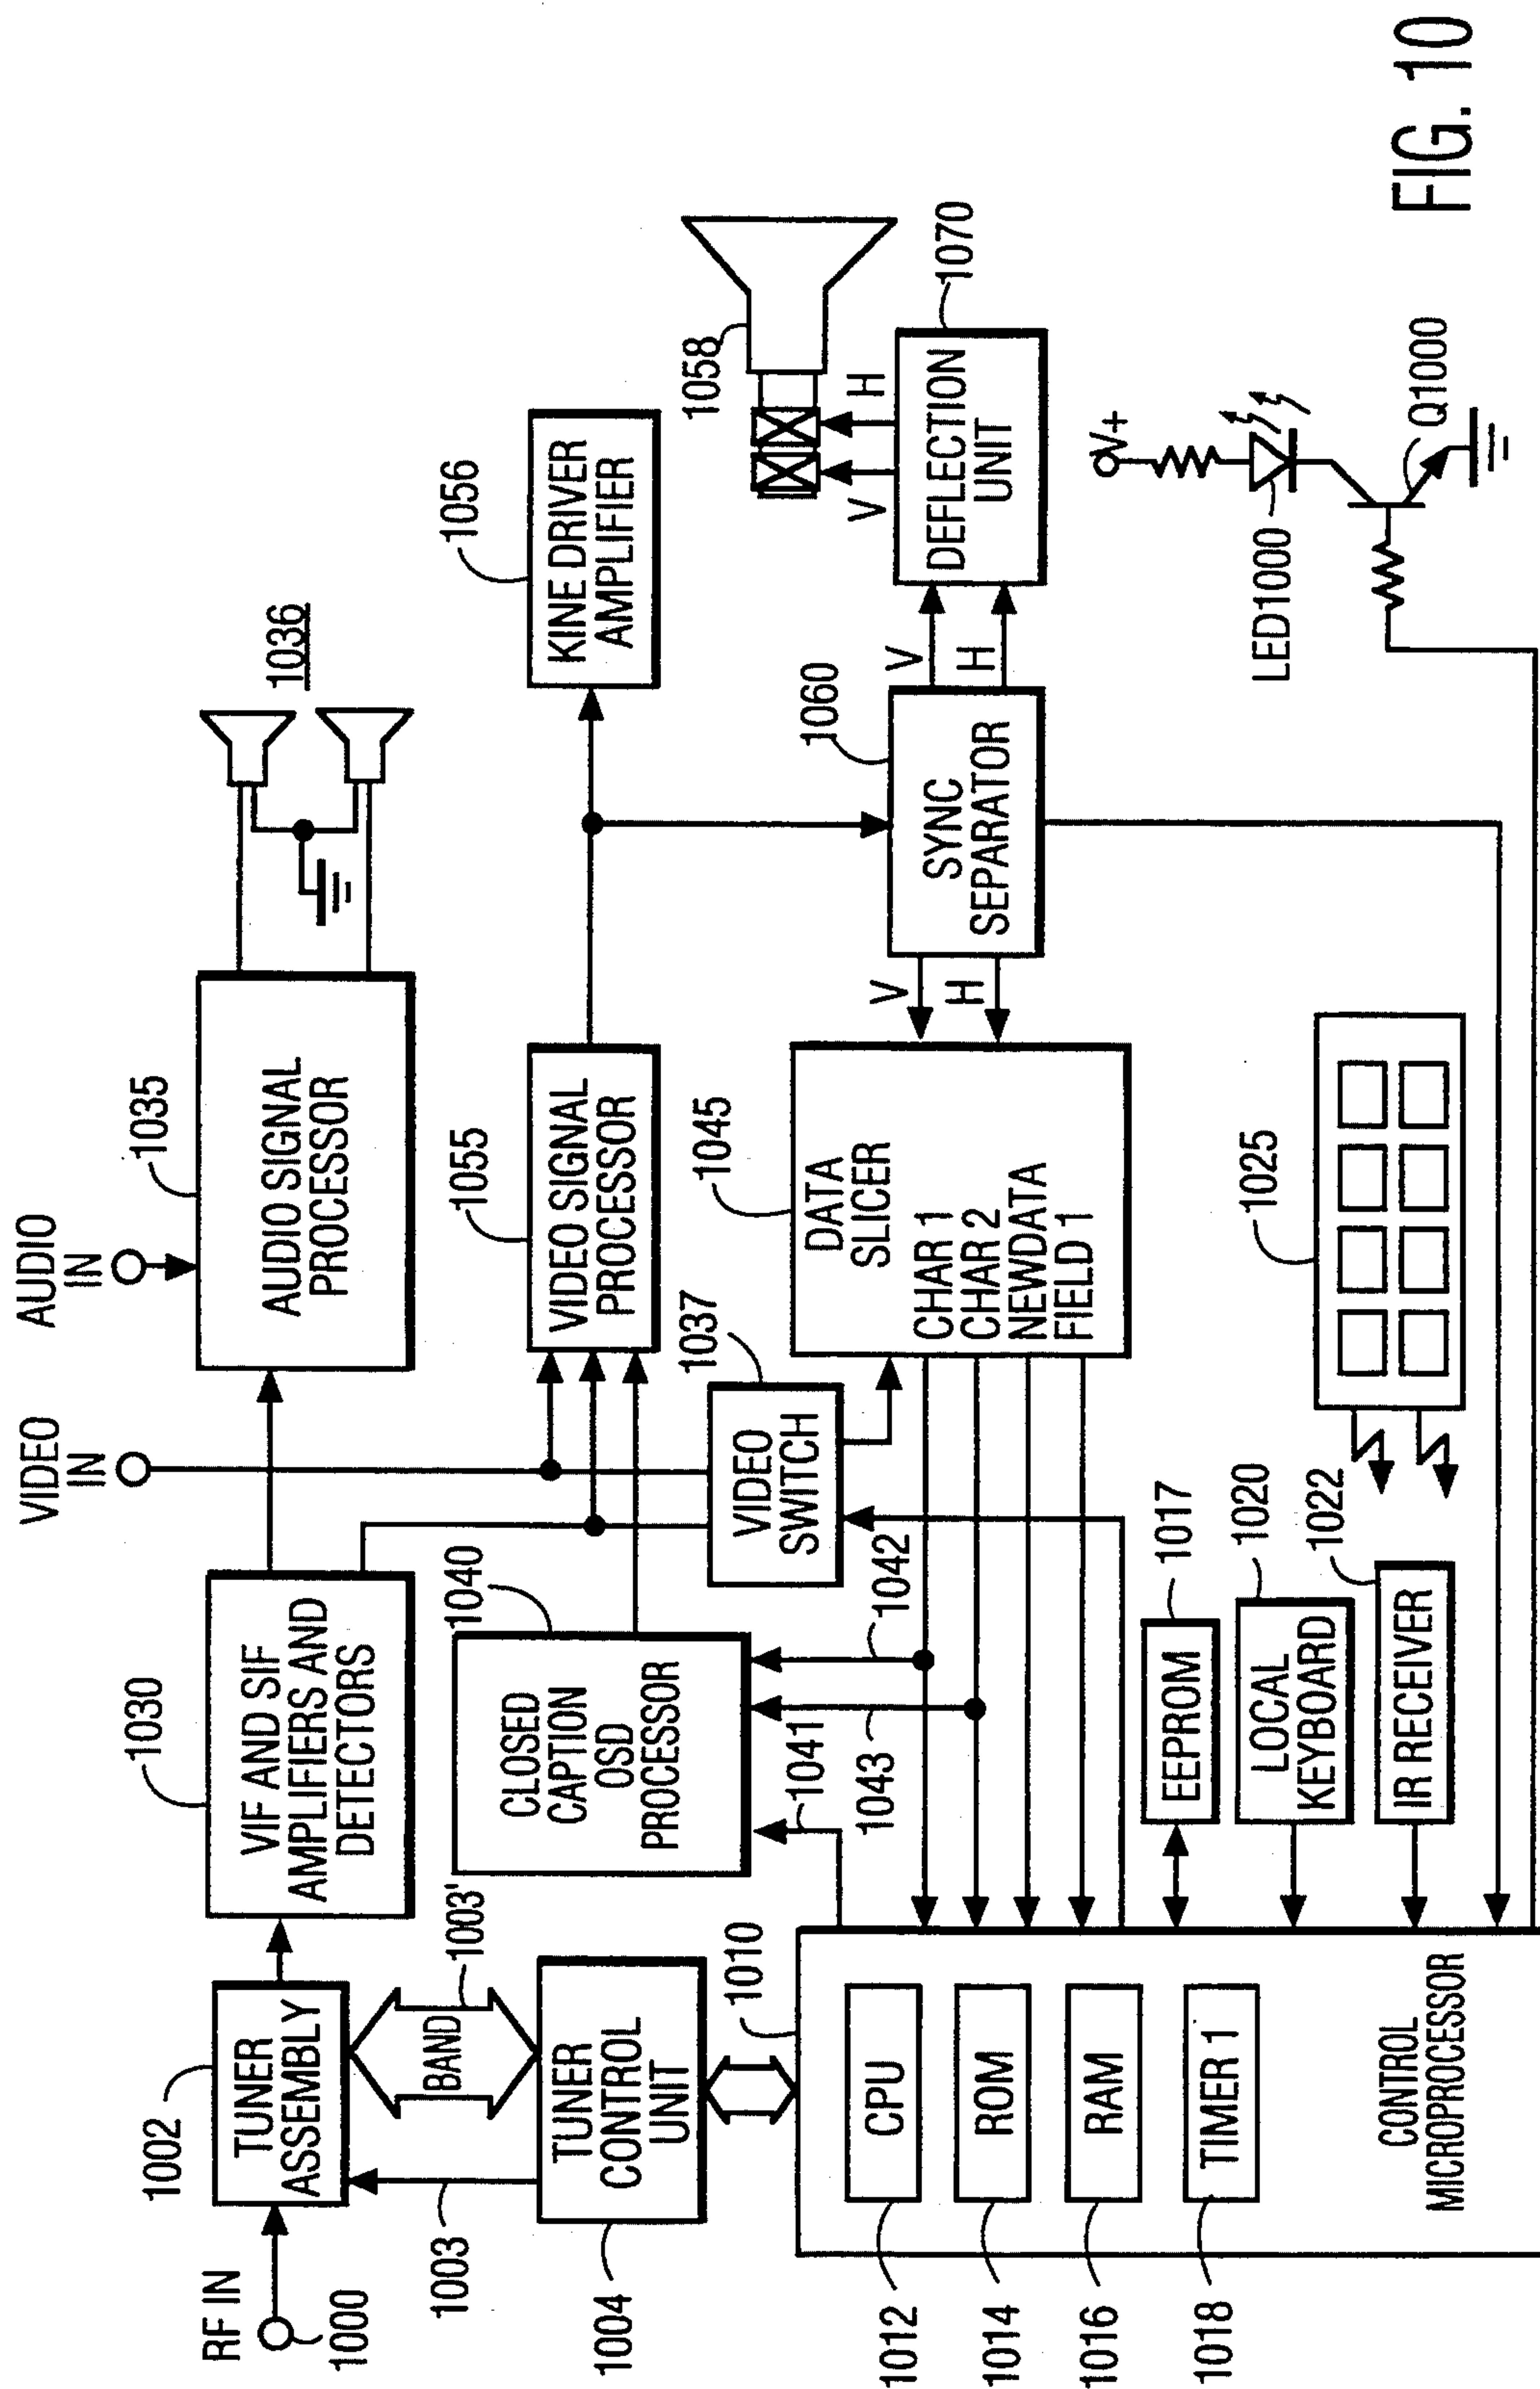 RF IN
1000
1002
TUNER
ASSEMBLY
1003
BAND
1003'
1004
TUNER
CONTROL
UNIT
1030
VIF AND SIF
AMPLIFIERS AND
DETECTORS
VIDEO
IN
AUDIO
IN
1035
AUDIO SIGNAL
PROCESSOR
1036
1040
CLOSED
CAPTION
OSD
PROCESSOR
1041
1043
1042
1055
VIDEO SIGNAL
PROCESSOR
1056
KINE DRIVER
AMPLIFIER
1037
VIDEO
SWITCH
1045
DATA
SLICER
CHAR 1
CHAR 2
NEWDATA
FIELD 1
V
H
1060
SYNC
SEPARATOR
V
H
1058
V
H
DEFLECTION
UNIT
1070
1010
CPU
1012
ROM
1014
RAM
1016
TIMER 1
1018
CONTROL
MICROPROCESSOR
EEPROM
1017
LOCAL
KEYBOARD
1020
IR RECEIVER
1022
1025
V+
LED1000
Q1000
FIG. 10